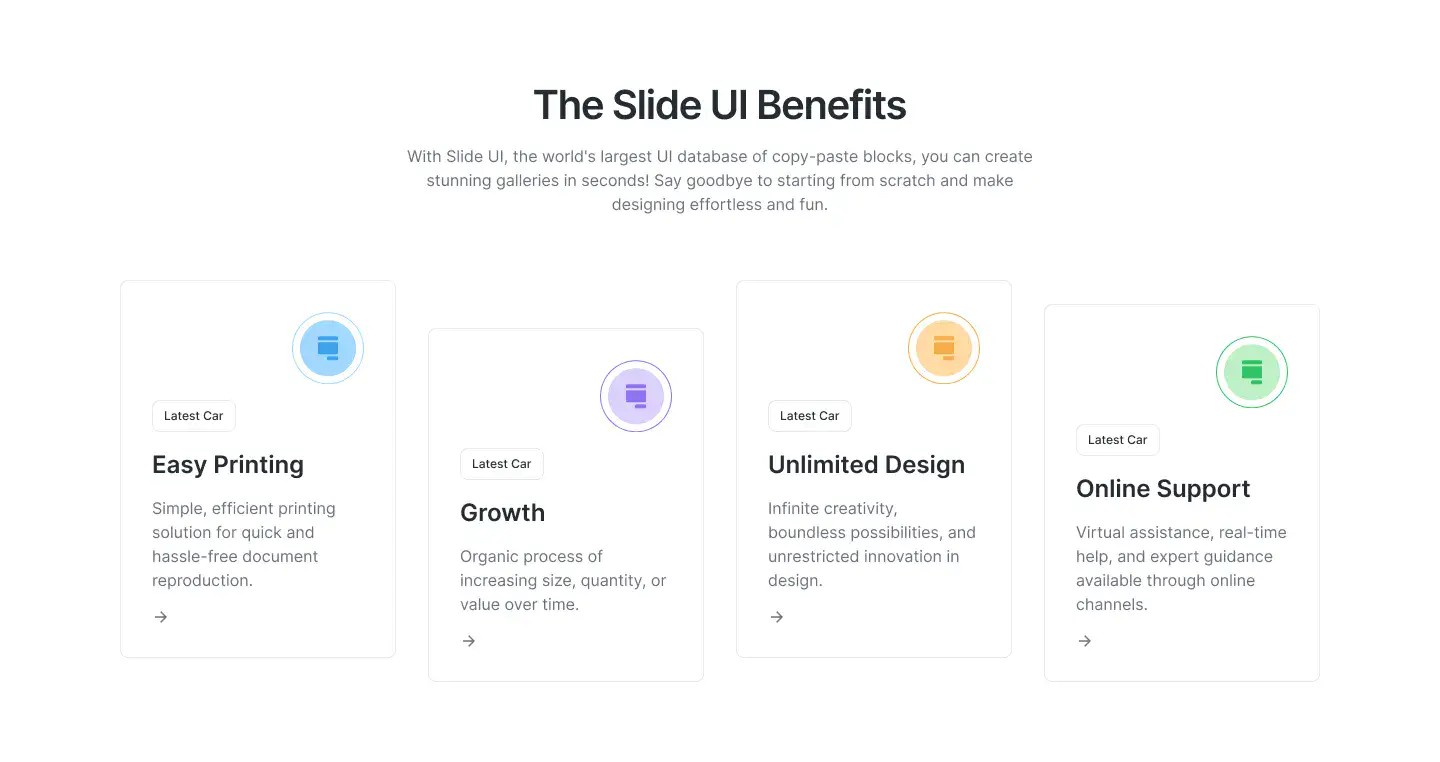 The Slide UI Benefits
With Slide UI, the world's largest UI database of copy-paste blocks, you can create
stunning galleries in seconds! Say goodbye to starting from scratch and make
designing effortless and fun.
Latest Car
Easy Printing
Simple, efficient printing
solution for quick and
hassle-free document
reproduction.
Latest Car
Growth
Organic process of
increasing size, quantity, or
value over time.
Latest Car
Unlimited Design
Infinite creativity,
boundless possibilities, and
unrestricted innovation in
design.
Latest Car
Online Support
Virtual assistance, real-time
help, and expert guidance
available through online
channels.